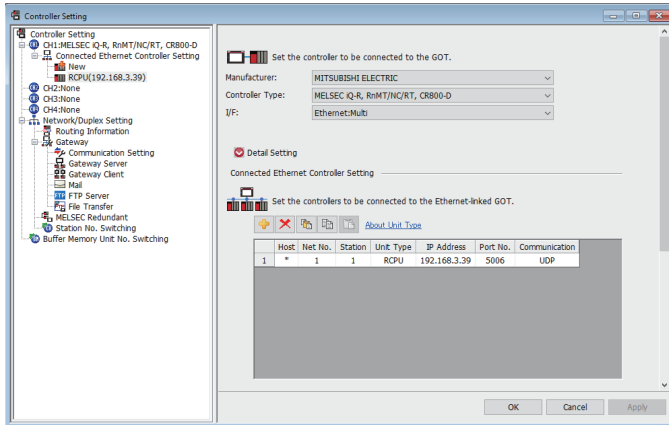 Controller Setting
Controller Setting
CH1:MELSEC iQ-R, RnMT/NC/RT, CR800-D
Connected Ethernet Controller Setting
New
RCPU(192.168.3.39)
CH2:None
CH3:None
CH4:None
Network/Duplex Setting
Routing Information
Gateway
Communication Setting
Gateway Server
Gateway Client
Mail
FTP FTP Server
File Transfer
MELSEC Redundant
Station No. Switching
Buffer Memory Unit No. Switching
Set the controller to be connected to the GOT.
Manufacturer: MITSUBISHI ELECTRIC
Controller Type: MELSEC iQ-R, RnMT/NC/RT, CR800-D
I/F: Ethernet:Multi
Detail Setting
Connected Ethernet Controller Setting
Set the controllers to be connected to the Ethernet-linked GOT.
About Unit Type
Host Net No. Station Unit Type IP Address Port No. Communication
1 * 1 1 RCPU 192.168.3.39 5006 UDP
OK Cancel Apply